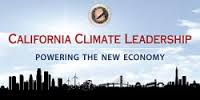 CALIFORNIA CLIMATE LEADERSHIP
POWERING THE NEW ECONOMY